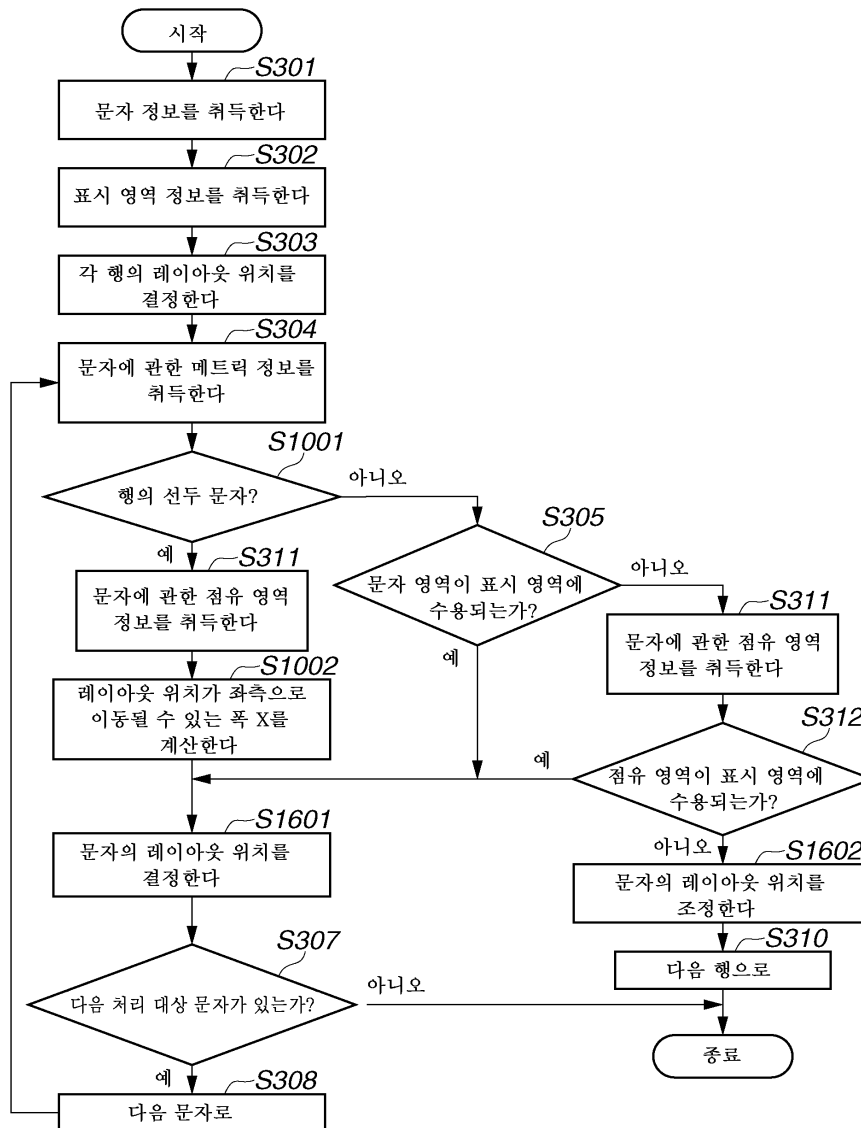 시작
S301
문자 정보를 취득한다
S302
표시 영역 정보를 취득한다
S303
각 행의 레이아웃 위치를
결정한다
S304
문자에 관한 메트릭 정보를
취득한다
S1001
행의 선두 문자?
아니오
예
S305
문자 영역이 표시 영역에
수용되는가?
아니오
예
S311
문자에 관한 점유 영역
정보를 취득한다
S311
문자에 관한 점유 영역
정보를 취득한다
S1002
레이아웃 위치가 좌측으로
이동될 수 있는 폭 X를
계산한다
S312
점유 영역이 표시 영역에
수용되는가?
예
아니오
S1601
문자의 레이아웃 위치를
결정한다
S1602
문자의 레이아웃 위치를
조정한다
S310
다음 행으로
S307
다음 처리 대상 문자가 있는가?
아니오
예
종료
S308
다음 문자로